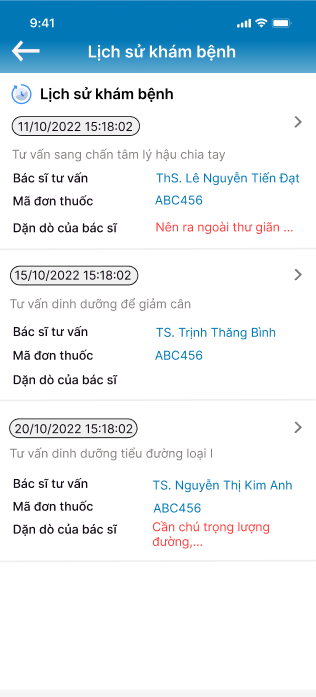 9:41
Lịch sử khám bệnh
Lịch sử khám bệnh
11/10/2022 15:18:02
Tư vấn sang chấn tâm lý hậu chia tay
Bác sĩ tư vấn ThS. Lê Nguyễn Tiến Đạt
Mã đơn thuốc ABC456
Dặn dò của bác sĩ Nên ra ngoài thư giãn ...
15/10/2022 15:18:02
Tư vấn dinh dưỡng để giảm cân
Bác sĩ tư vấn TS. Trịnh Thăng Bình
Mã đơn thuốc ABC456
Dặn dò của bác sĩ
20/10/2022 15:18:02
Tư vấn dinh dưỡng tiểu đường loại I
Bác sĩ tư vấn TS. Nguyễn Thị Kim Anh
Mã đơn thuốc ABC456
Dặn dò của bác sĩ Cần chú trọng lượng
đường,...